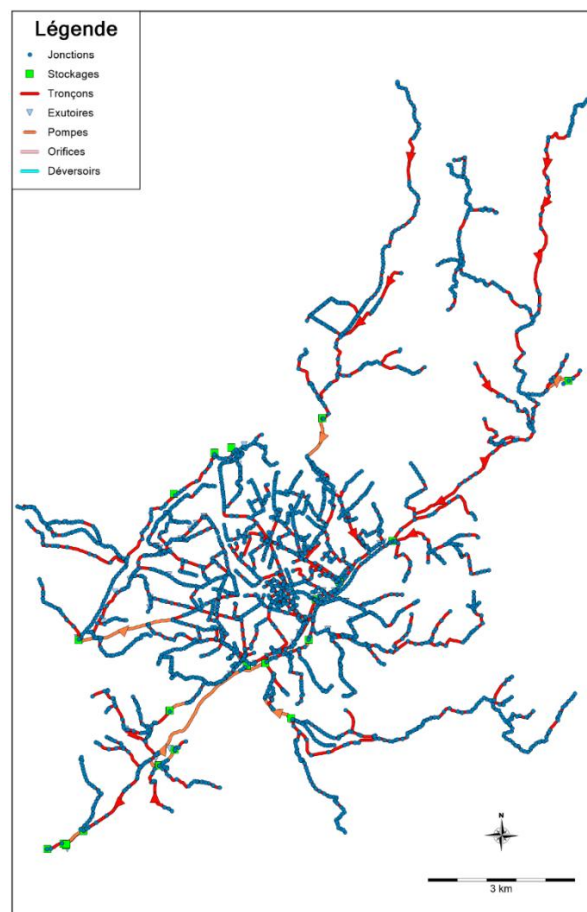 Légende
Jonctions
Stockages
Tronçons
Exutoires
Pompes
Orifices
Déversoirs
N
3 km